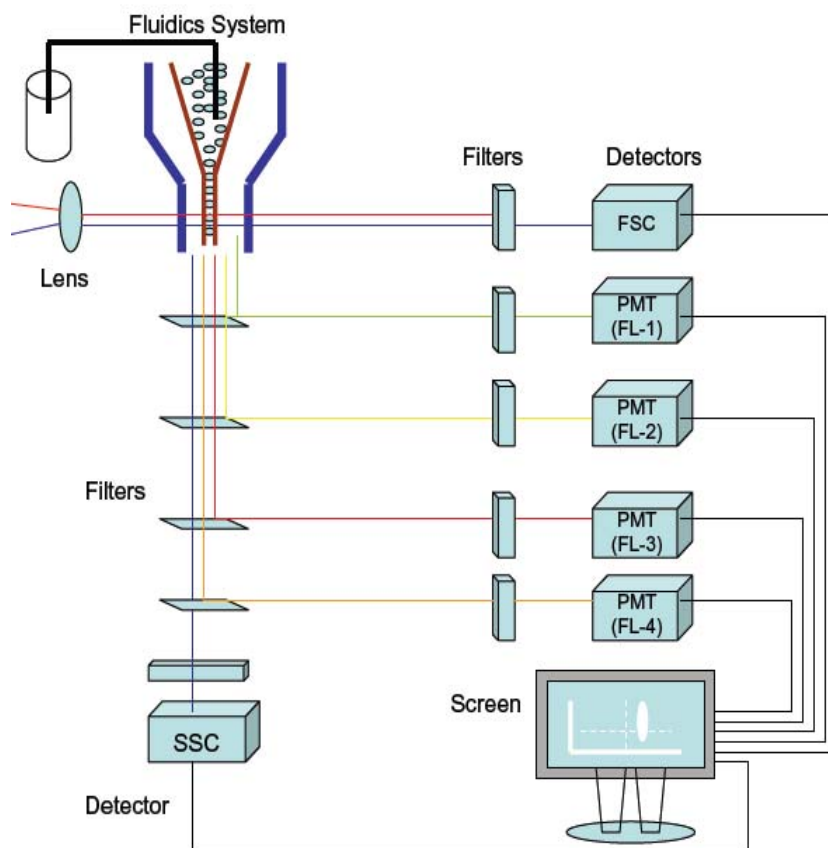 Fluidics System
Filters
Detectors
FSC
Lens
PMT
(FL-1)
PMT
(FL-2)
Filters
PMT
(FL-3)
PMT
(FL-4)
Screen
SSC
Detector